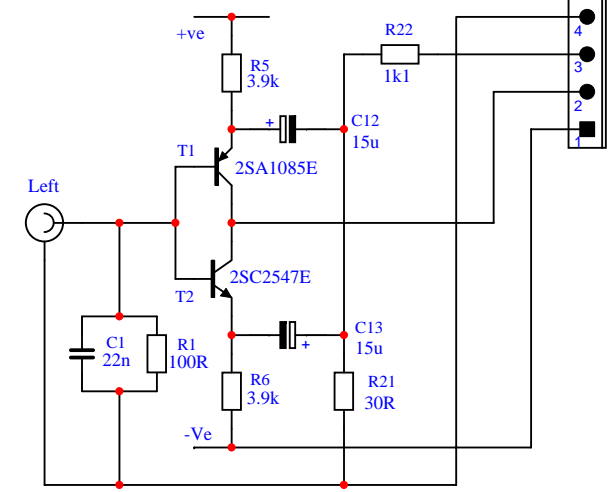 +ve
R22
1k1
4
3
2
1
R5
3.9k
+
C12
15u
T1
2SA1085E
Left
2SC2547E
T2
C1
22n
R1
100R
C13
15u
+
R6
3.9k
R21
30R
-Ve